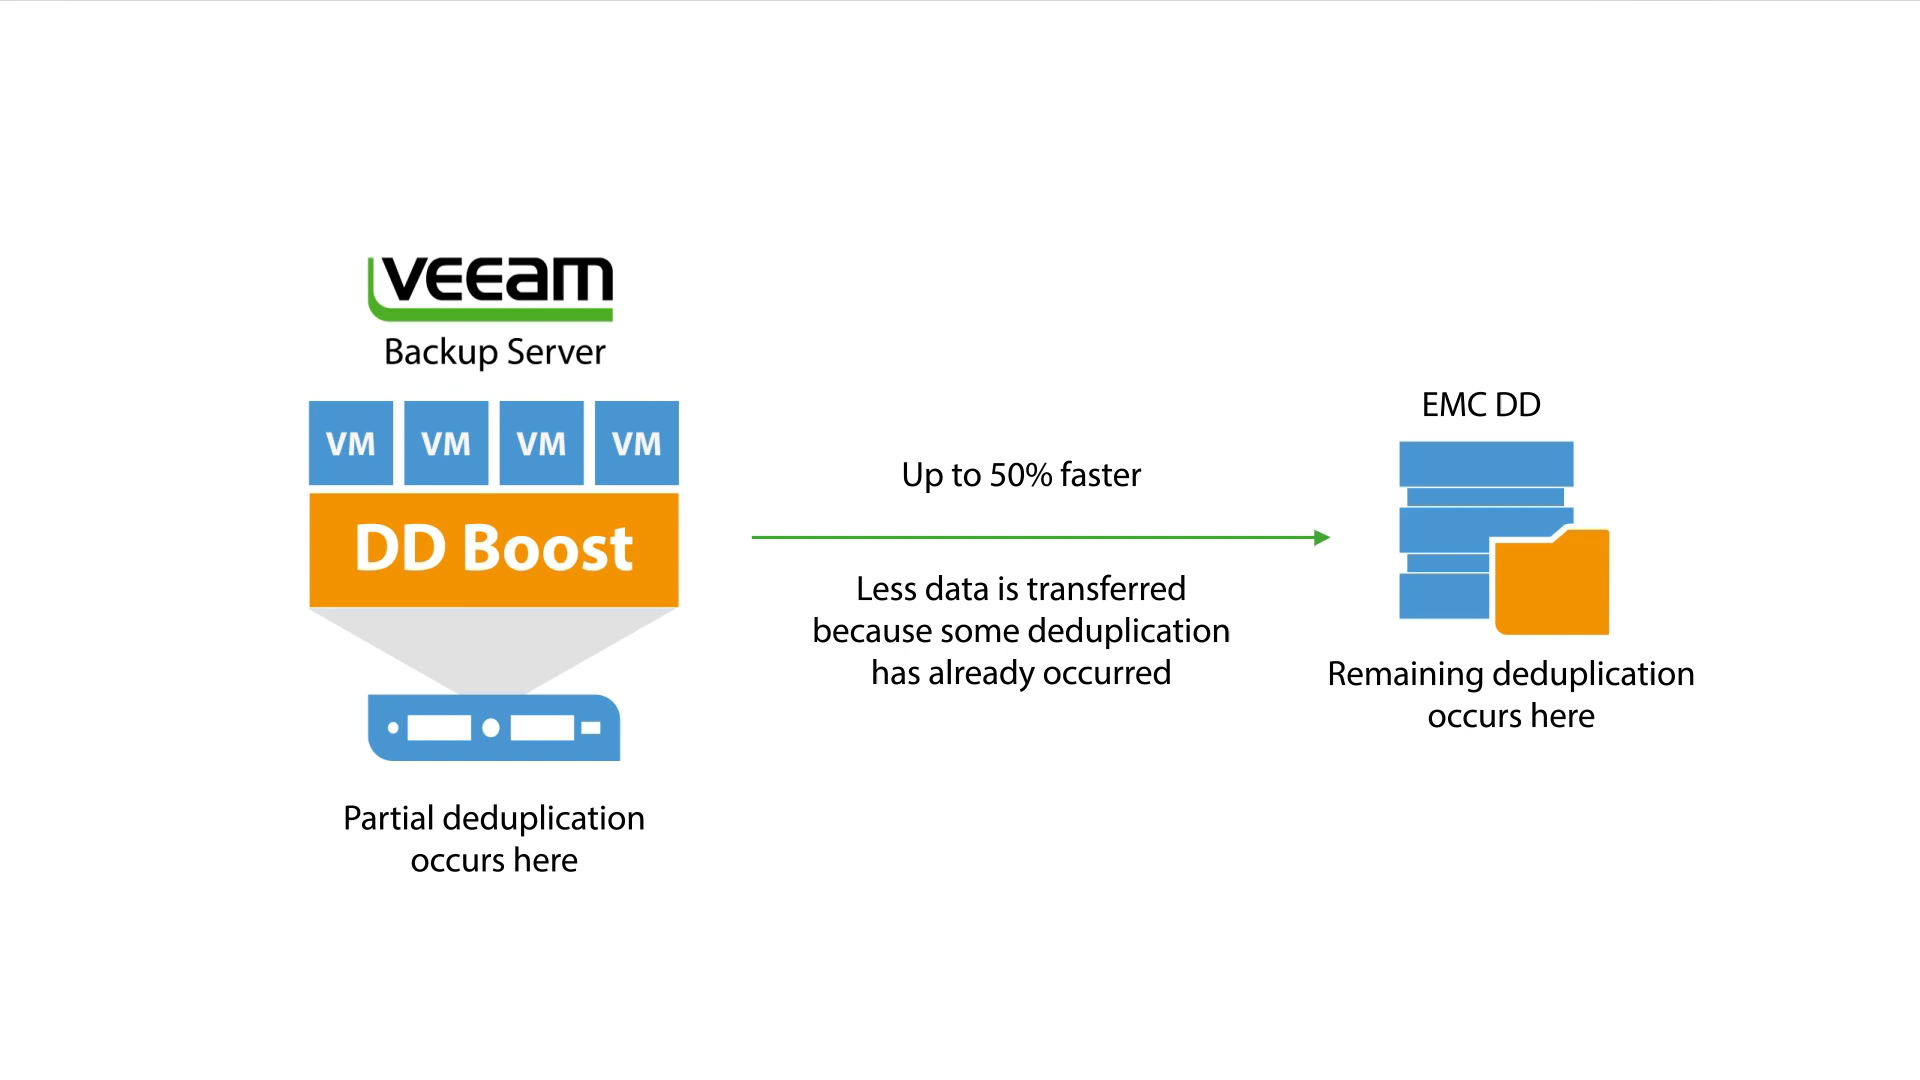 veeam
Backup Server
VM VM VM VM
DD Boost
Partial deduplication
occurs here
Up to 50% faster
Less data is transferred
because some deduplication
has already occurred
EMC DD
Remaining deduplication
occurs here